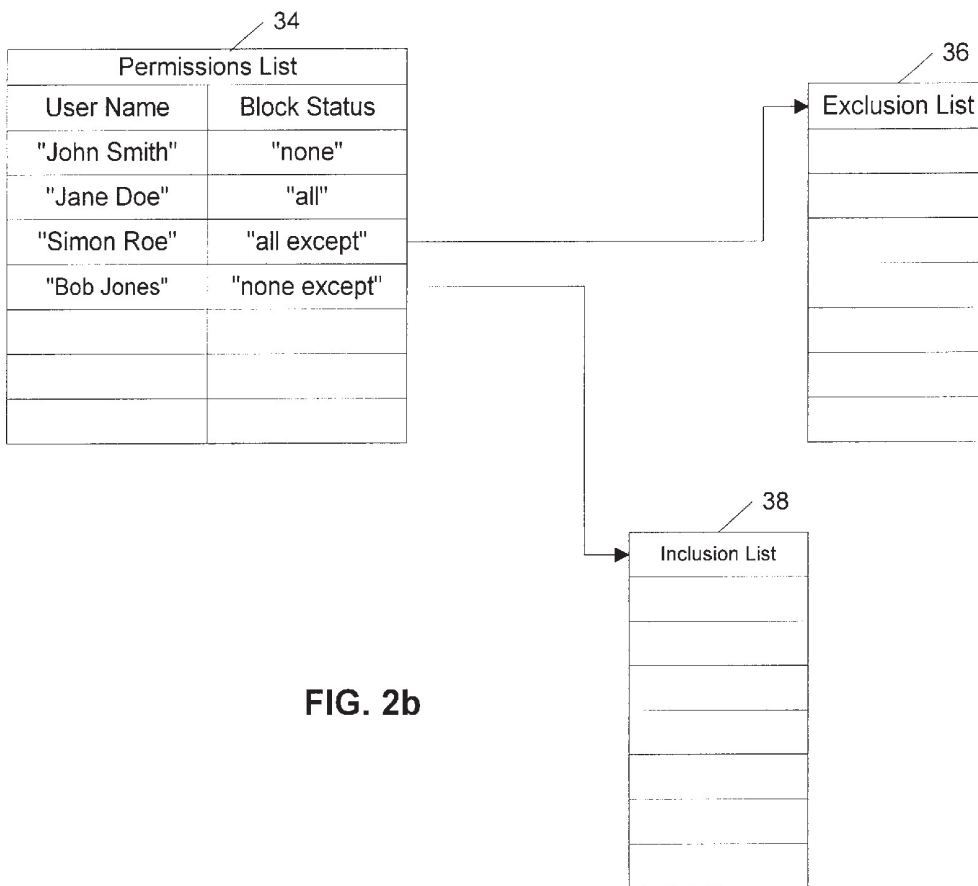 34
Permissions List
User Name Block Status
"John Smith" "none"
"Jane Doe" "all"
"Simon Roe" "all except"
"Bob Jones" "none except"
36
Exclusion List
38
Inclusion List
FIG. 2b